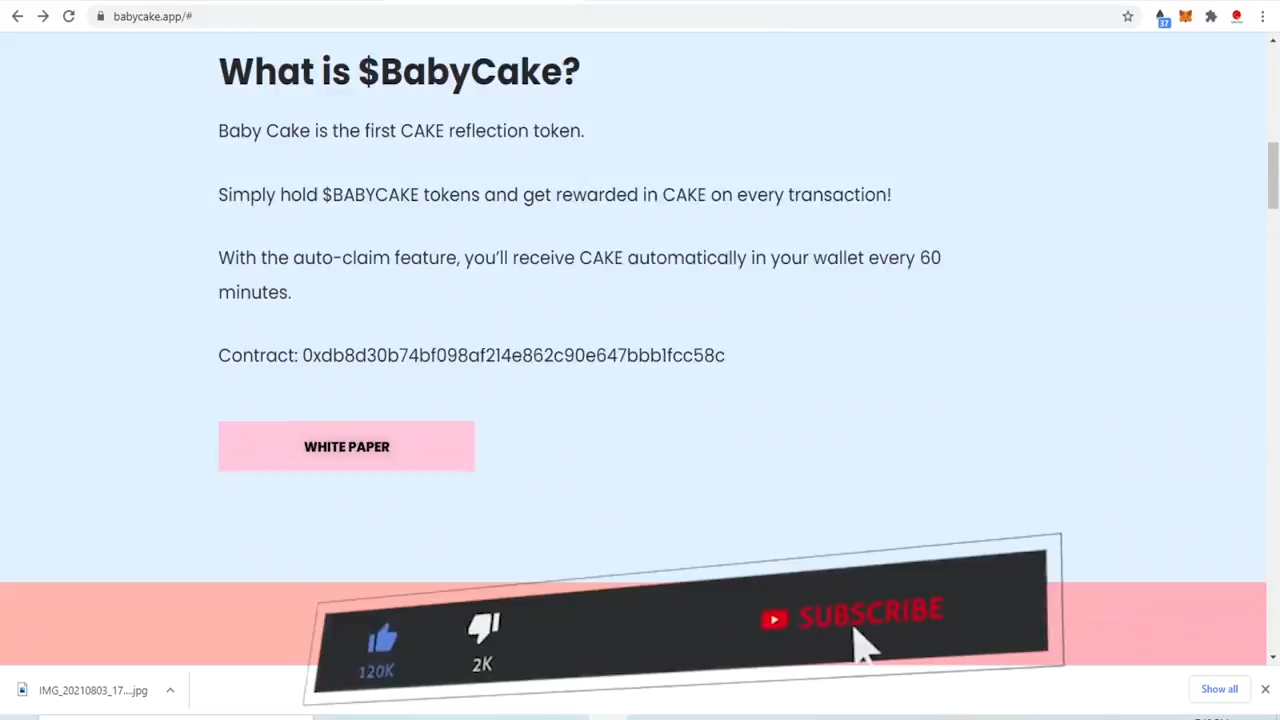 babycake.app/#
37
What is $BabyCake?
Baby Cake is the first CAKE reflection token.
Simply hold $BABYCAKE tokens and get rewarded in CAKE on every transaction!
With the auto-claim feature, you'll receive CAKE automatically in your wallet every 60
minutes.
Contract: 0xdb8d30b74bf098af214e862c90e647bbb1fcc58c
WHITE PAPER
SUBSCRIBE
120K
2K
IMG_20210803_17....jpg
Show all